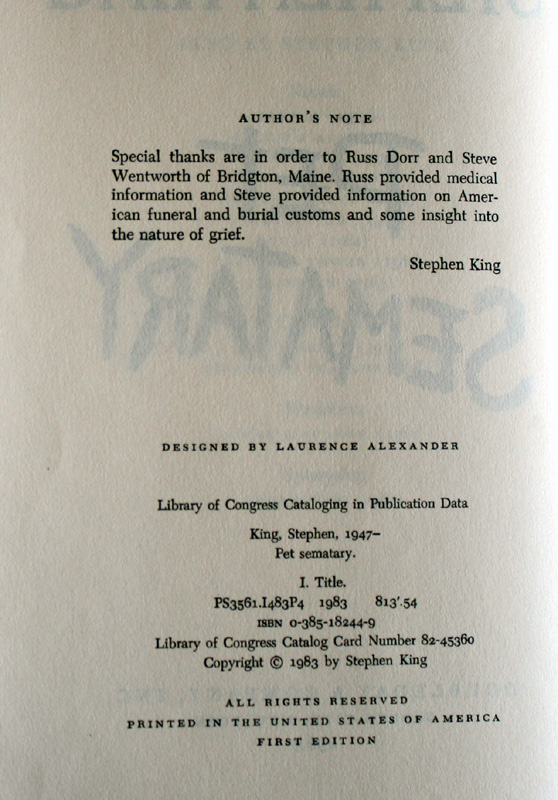 AUTHOR'S NOTE
Special thanks are in order to Russ Dorr and Steve
Wentworth of Bridgton, Maine. Russ provided medical
information and Steve provided information on Amer-
ican funeral and burial customs and some insight into
the nature of grief.
Stephen King
SEMATARY
DESIGNED BY LAURENCE ALEXANDER
Library of Congress Cataloging in Publication Data
King, Stephen, 1947–
Pet sematary.
I. Title.
PS3561.I483P4 1983 813'.54
ISBN 0-385-18244-9
Library of Congress Catalog Card Number 82-45360
Copyright © 1983 by Stephen King
ALL RIGHTS RESERVED
PRINTED IN THE UNITED STATES OF AMERICA
FIRST EDITION